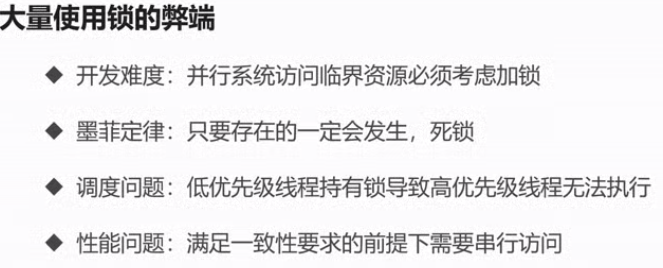 大量使用锁的弊端
◆ 开发难度：并行系统访问临界资源必须考虑加锁
◆ 墨菲定律：只要存在的一定会发生，死锁
◆ 调度问题：低优先级线程持有锁导致高优先级线程无法执行
◆ 性能问题：满足一致性要求的前提下需要串行访问